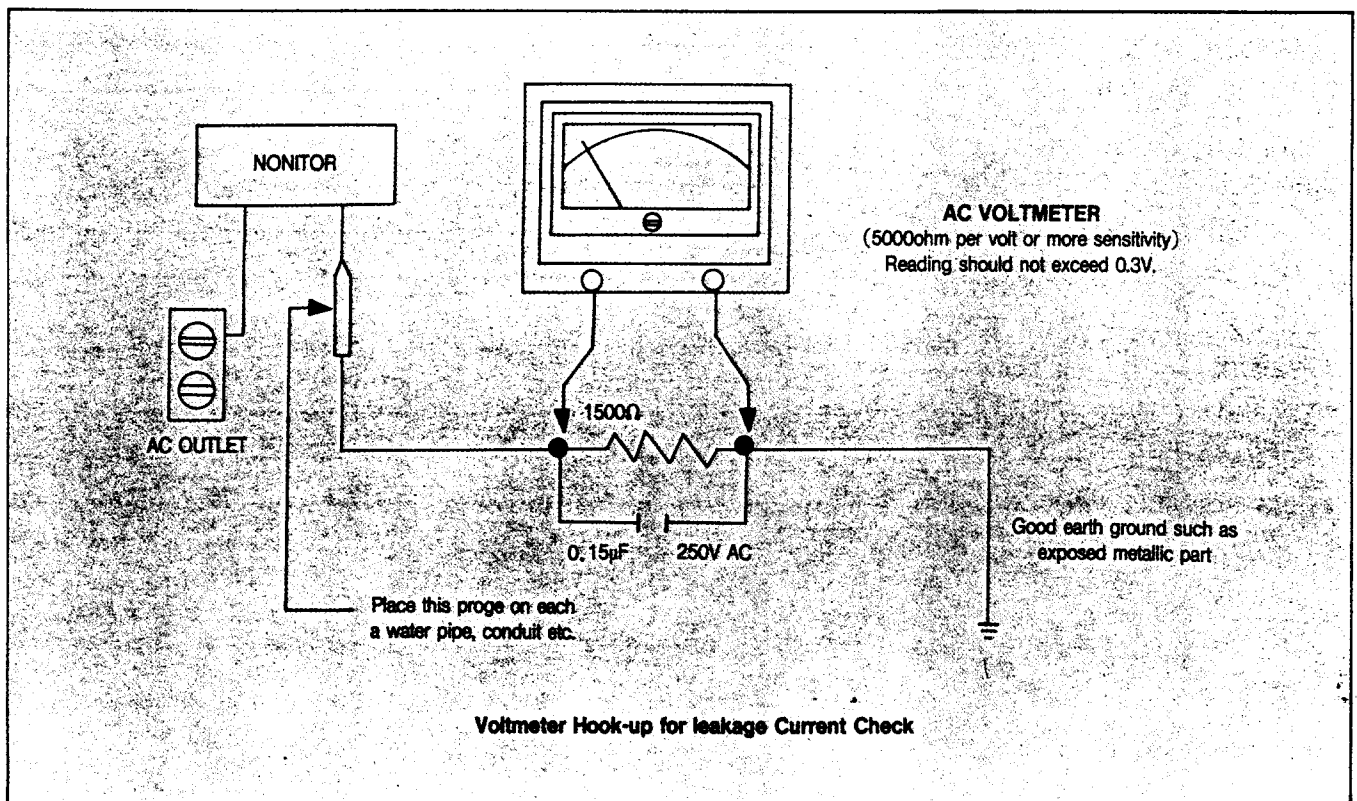 NONITOR
AC VOLTMETER
(5000ohm per volt or more sensitivity)
Reading should not exceed 0.3V.
AC OUTLET
1500Ω
0.15μF
250V AC
Good earth ground such as
exposed metallic part
Place this proge on each
a water pipe, conduit etc.
Voltmeter Hook-up for leakage Current Check